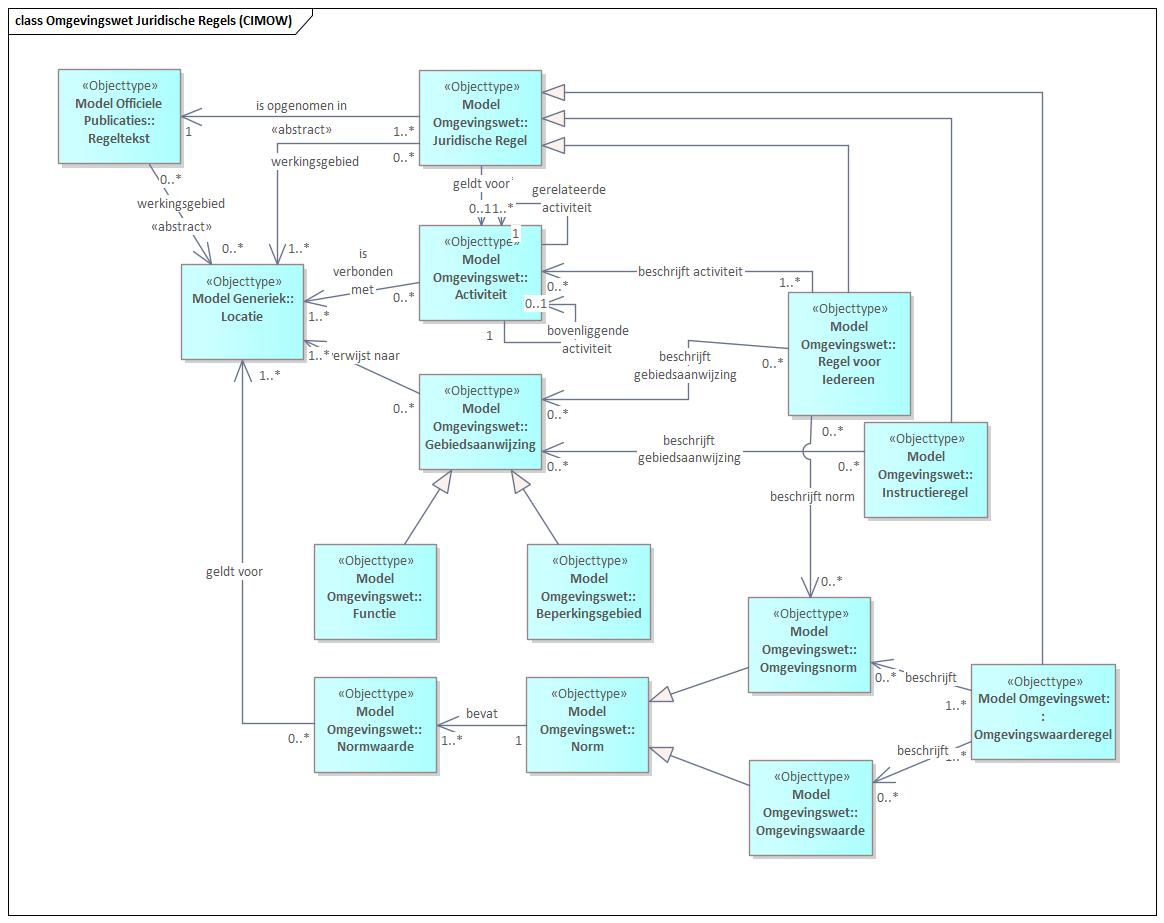 class Omgevingswet Juridische Regels (CIMOW)
«Objecttype»
Model Officiele
Publicaties::
Regeltekst
«Objecttype»
Model
Omgevingswet::
Juridische Regel
is opgenomen in
1
«abstract»
1..*
0..*
werkingsgebied
0..*
werkingsgebied
«abstract»
0..*
1..*
geldt voor
0..1
1..*
gerelateerde
activiteit
1
«Objecttype»
Model
Omgevingswet::
Activiteit
is
verbonden
met
0..*
1..*
«Objecttype»
Model Generiek::
Locatie
beschrijft activiteit
1..*
0..*
0..1
bovenliggende
activiteit
1
«Objecttype»
Model
Omgevingswet::
Regel voor
Iedereen
beschrijft
gebiedsaanwijzing
0..*
0..*
1..*
erwijst naar
0..*
1..*
«Objecttype»
Model
Omgevingswet::
Gebiedsaanwijzing
beschrijft
gebiedsaanwijzing
0..*
0..*
0..*
«Objecttype»
Model
Omgevingswet::
Instructieregel
beschrijft norm
0..*
«Objecttype»
Model
Omgevingswet::
Functie
«Objecttype»
Model
Omgevingswet::
Beperkingsgebied
geldt voor
«Objecttype»
Model
Omgevingswet::
Omgevingsnorm
0..*
beschrijft
1..*
«Objecttype»
Model Omgevingswet:
:
Omgevingswaarderegel
«Objecttype»
Model
Omgevingswet::
Normwaarde
0..*
bevat
1..*
1
«Objecttype»
Model
Omgevingswet::
Norm
beschrijft
1..*
0..*
«Objecttype»
Model
Omgevingswet::
Omgevingswaarde